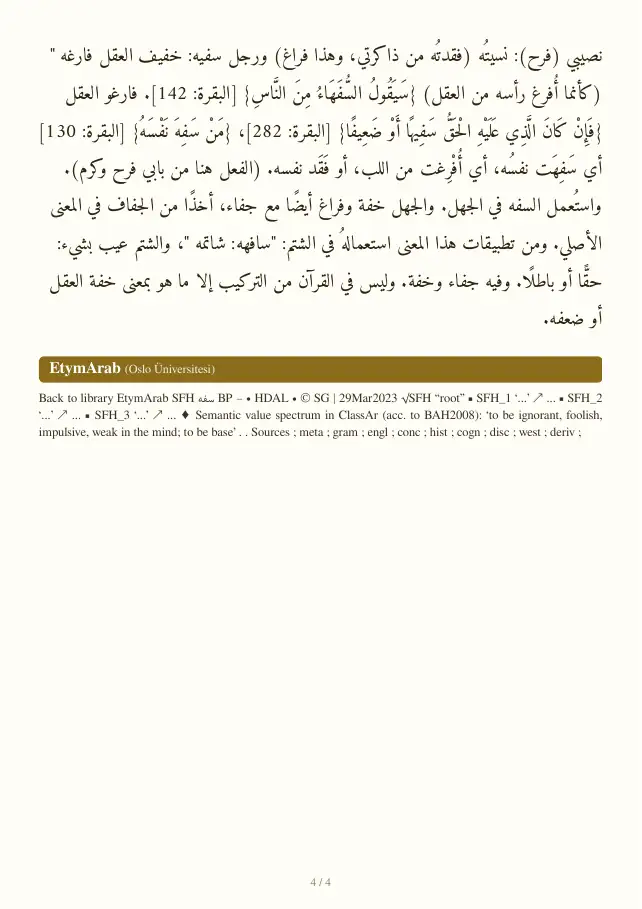 نصيبي (فرح): نسيتُه (فقدتُه من ذاكرتي، وهذا فراغ) ورجل سفيه: خفيف العقل فارغه "
(كأنما أُفرغ رأسه من العقل) {سَيَقُولُ السُّفَهَاءُ مِنَ النَّاسِ} [البقرة: 142]. فارغو العقل
{فَإِنْ كَانَ الَّذِي عَلَيْهِ الْحَقُّ سَفِيهًا أَوْ ضَعِيفًا} [البقرة: 282]، {مَنْ سَفِهَ نَفْسَهُ} [البقرة: 130]
أي سَفِهَت نفسُه، أي أُفْرِغت من اللب، أو فَقَد نفسه. (الفعل هنا من بابي فرح وكرم).
واستُعمل السفه في الجهل. والجهل خفة وفراغ أيضًا مع جفاء، أخذًا من الجفاف في المعنى
الأصلي. ومن تطبيقات هذا المعنى استعمالهُ في الشتم: "سافهه: شاتمه "، والشتم عيب بشيء:
حقًّا أو باطلًا. وفيه جفاء وخفة. وليس في القرآن من التركيب إلا ما هو بمعنى خفة العقل
أو ضعفه.
EtymArab (Oslo Üniversitesi)
Back to library EtymArab SFH سفه BP – • HDAL • © SG | 29Mar2023 √SFH “root” ▪ SFH_1 ‘...’ ↗ ... ▪ SFH_2
‘...’ ↗ ... ▪ SFH_3 ‘...’ ↗ ... ♦ Semantic value spectrum in ClassAr (acc. to BAH2008): ‘to be ignorant, foolish,
impulsive, weak in the mind; to be base’ . . Sources ; meta ; gram ; engl ; conc ; hist ; cogn ; disc ; west ; deriv ;
4 / 4